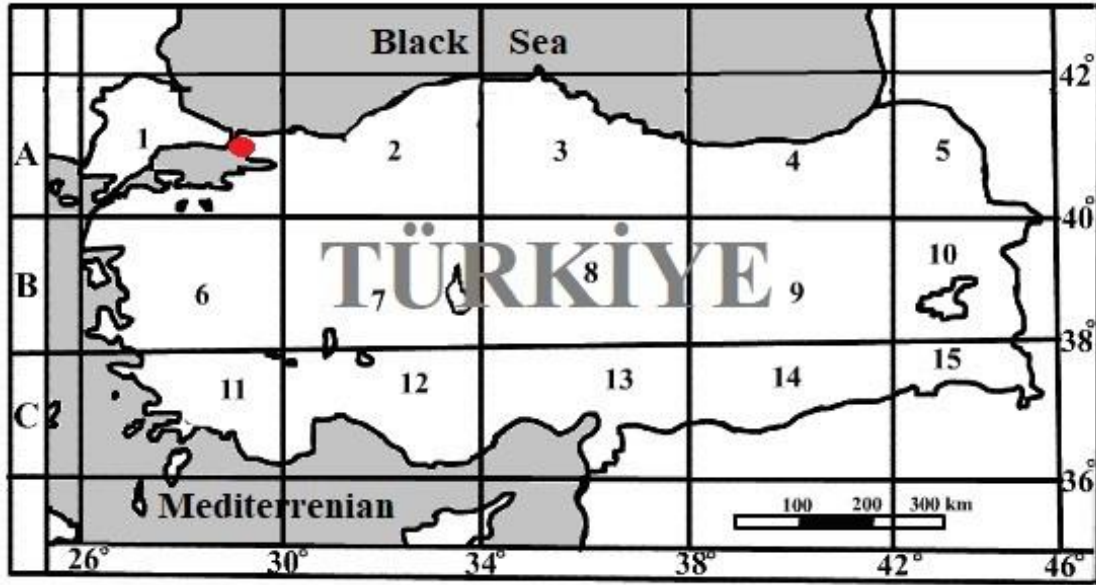 Black Sea
42°
A 1 2 3 4 5
40°
TÜRKİYE
B 6 7 8 9 10
38°
C 11 12 13 14 15
36°
Mediterrenian
100 200 300 km
26° 30° 34° 38° 42° 46°